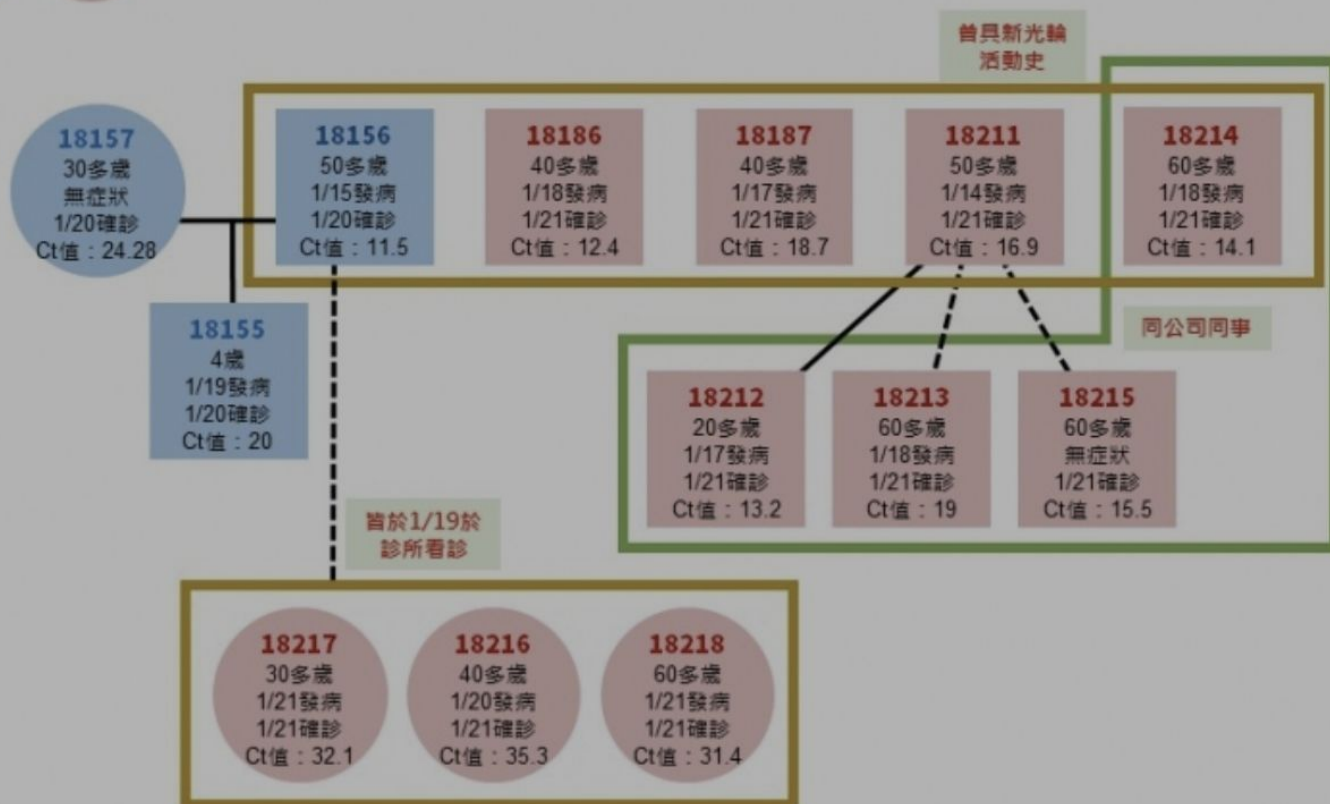 曾具新光輪
活動史
18157
30多歲
無症狀
1/20確診
Ct值：24.28
18156
50多歲
1/15發病
1/20確診
Ct值：11.5
18186
40多歲
1/18發病
1/21確診
Ct值：12.4
18187
40多歲
1/17發病
1/21確診
Ct值：18.7
18211
50多歲
1/14發病
1/21確診
Ct值：16.9
18214
60多歲
1/18發病
1/21確診
Ct值：14.1
18155
4歲
1/19發病
1/20確診
Ct值：20
同公司同事
18212
20多歲
1/17發病
1/21確診
Ct值：13.2
18213
60多歲
1/18發病
1/21確診
Ct值：19
18215
60多歲
無症狀
1/21確診
Ct值：15.5
皆於1/19於
診所看診
18217
30多歲
1/21發病
1/21確診
Ct值：32.1
18216
40多歲
1/20發病
1/21確診
Ct值：35.3
18218
60多歲
1/21發病
1/21確診
Ct值：31.4